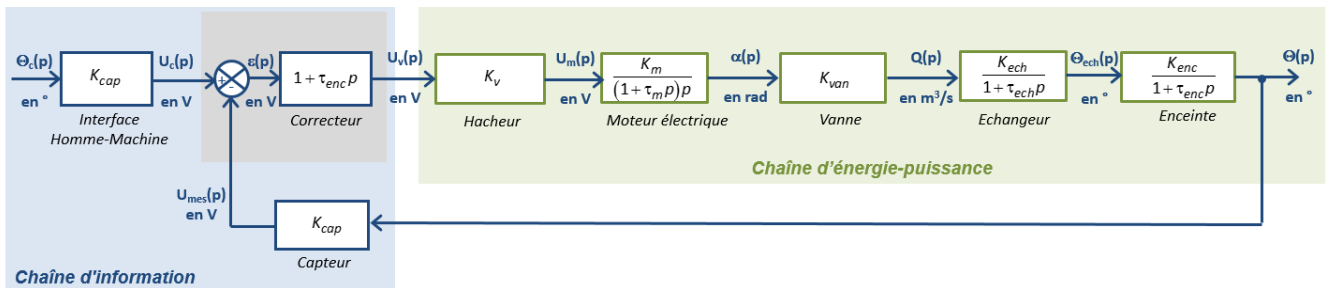 Θc(p)
en °
Kcap
Interface
Homme-Machine
Uc(p)
en V
+
-
ε(p)
en V
1 + τenc p
Correcteur
Uv(p)
en V
Kv
Hacheur
Um(p)
en V
Km
(1 + τm p) p
Moteur électrique
α(p)
en rad
Kvan
Vanne
Q(p)
en m³/s
Kech
1 + τech p
Echangeur
Θech(p)
en °
Kenc
1 + τenc p
Enceinte
Θ(p)
en °
Chaîne d'énergie-puissance
Umes(p)
en V
Kcap
Capteur
Chaîne d'information